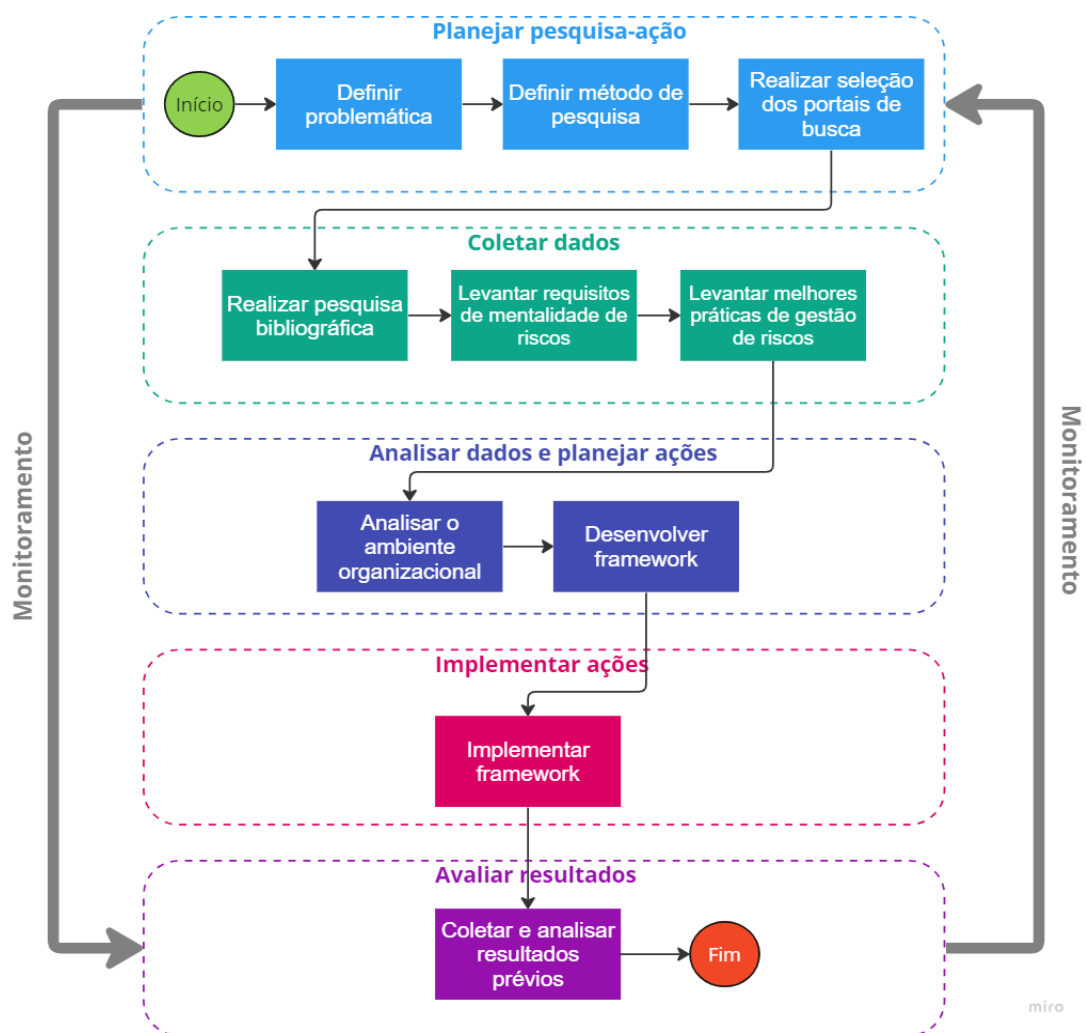 Planejar pesquisa-ação
Início
Definir
problemática
Definir método de
pesquisa
Realizar seleção
dos portais de
busca
Coletar dados
Realizar pesquisa
bibliográfica
Levantar requisitos
de mentalidade de
riscos
Levantar melhores
práticas de gestão
de riscos
Monitoramento
Monitoramento
Analisar dados e planejar ações
Analisar o
ambiente
organizacional
Desenvolver
framework
Implementar ações
Implementar
framework
Avaliar resultados
Coletar e analisar
resultados
prévios
Fim
miro